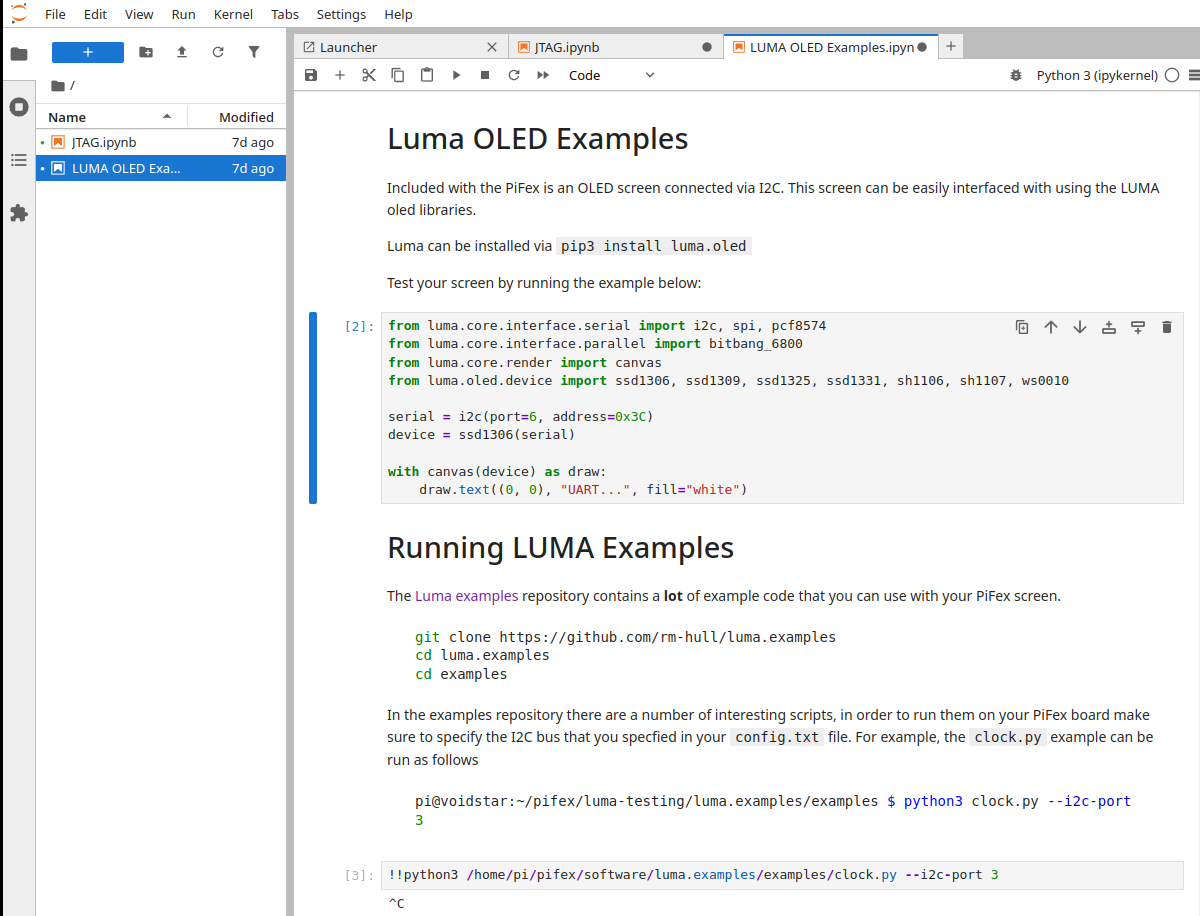 File Edit View Run Kernel Tabs Settings Help
Launcher JTAG.ipynb LUMA OLED Examples.ipyn
Code Python 3 (ipykernel)
/
Name Modified
JTAG.ipynb 7d ago
LUMA OLED Exa... 7d ago
Luma OLED Examples
Included with the PiFex is an OLED screen connected via I2C. This screen can be easily interfaced with using the LUMA
oled libraries.
Luma can be installed via pip3 install luma.oled
Test your screen by running the example below:
[2]:
from luma.core.interface.serial import i2c, spi, pcf8574
from luma.core.interface.parallel import bitbang_6800
from luma.core.render import canvas
from luma.oled.device import ssd1306, ssd1309, ssd1325, ssd1331, sh1106, sh1107, ws0010
serial = i2c(port=6, address=0x3C)
device = ssd1306(serial)
with canvas(device) as draw:
    draw.text((0, 0), "UART...", fill="white")
Running LUMA Examples
The Luma examples repository contains a lot of example code that you can use with your PiFex screen.
git clone https://github.com/rm-hull/luma.examples
cd luma.examples
cd examples
In the examples repository there are a number of interesting scripts, in order to run them on your PiFex board make
sure to specify the I2C bus that you specfied in your config.txt file. For example, the clock.py example can be
run as follows
pi@voidstar:~/pifex/luma-testing/luma.examples/examples $ python3 clock.py --i2c-port
3
[3]: !!python3 /home/pi/pifex/software/luma.examples/examples/clock.py --i2c-port 3
^C